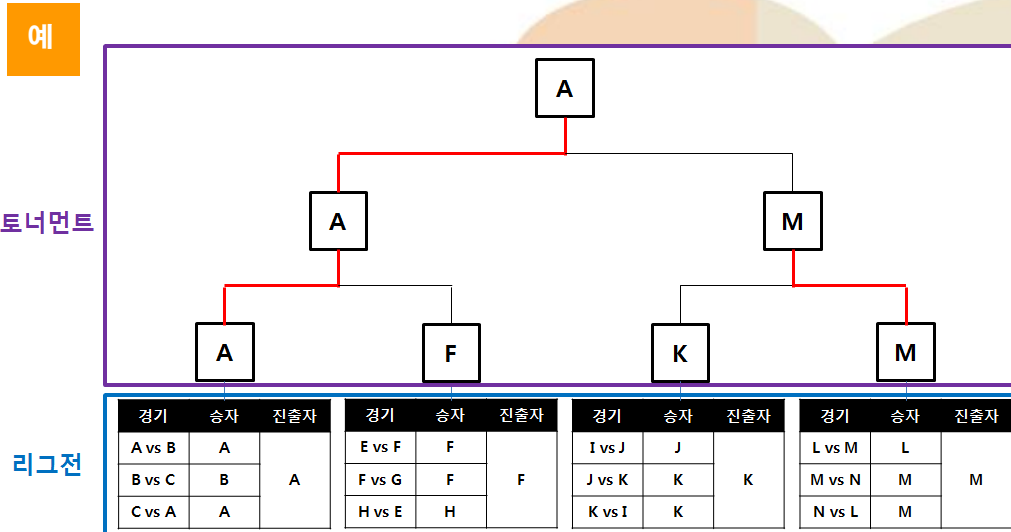 예
A
토너먼트
A M
A F K M
경기 승자 진출자 경기 승자 진출자 경기 승자 진출자 경기 승자 진출자
A vs B A E vs F F I vs J J L vs M L
리그전
B vs C B A F vs G F F J vs K K K M vs N M M
C vs A A H vs E H K vs I K N vs L M